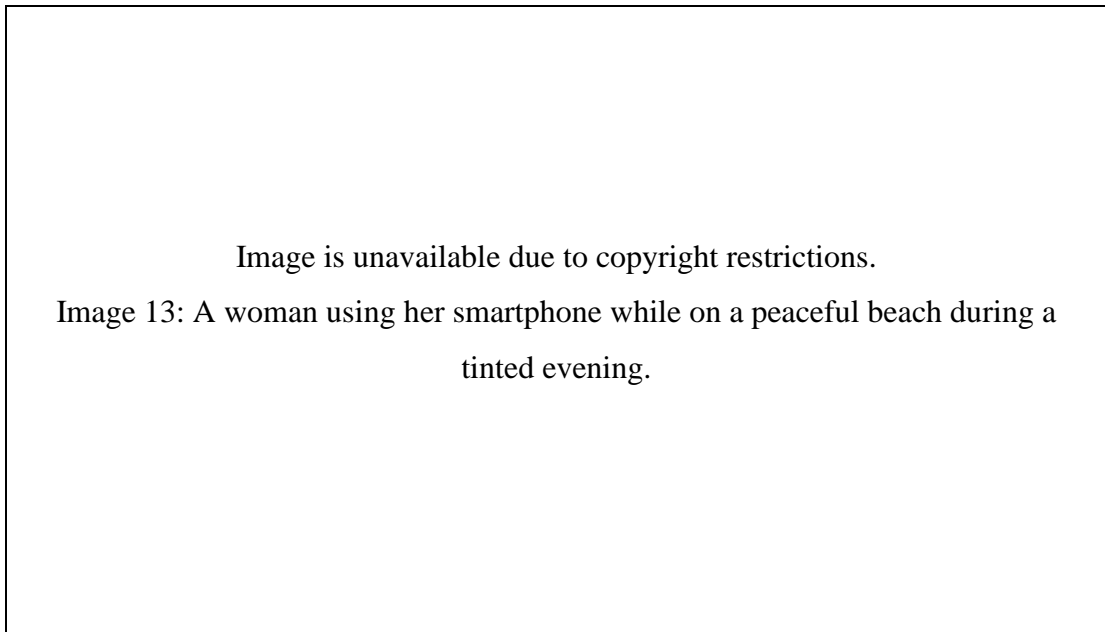 Image is unavailable due to copyright restrictions.
Image 13: A woman using her smartphone while on a peaceful beach during a
tinted evening.